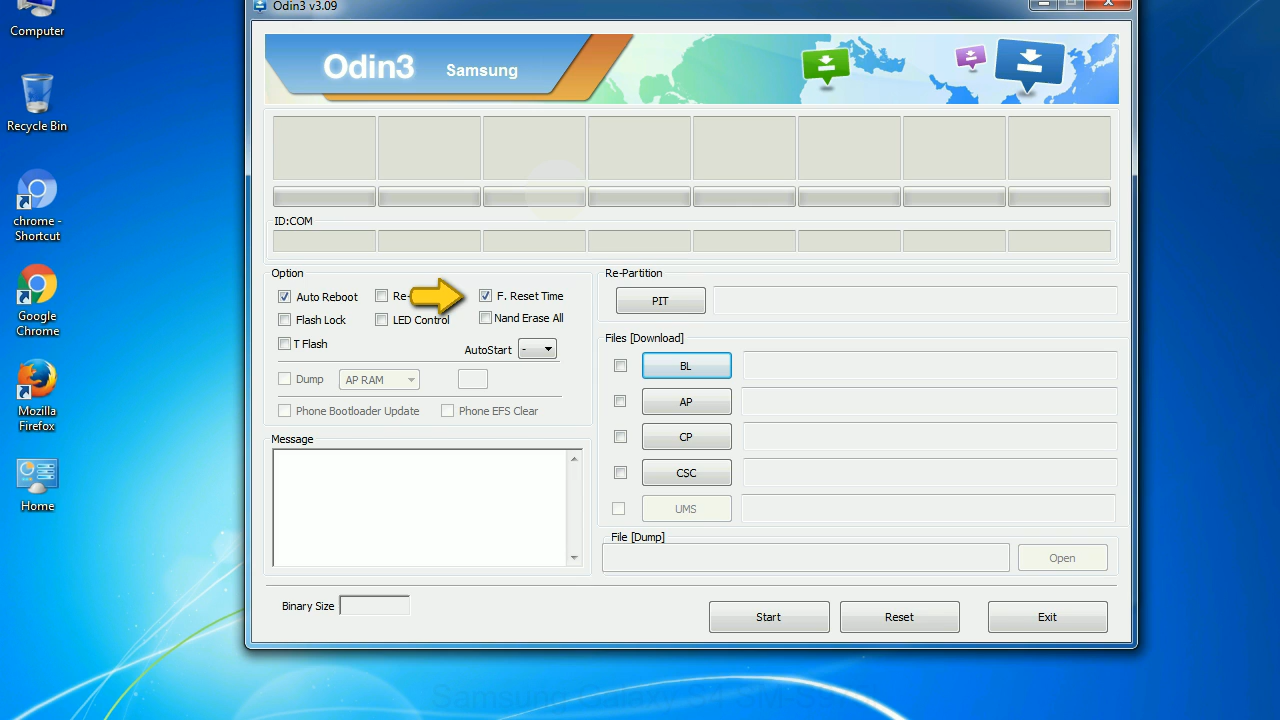 Odin3 v3.09
Computer
Recycle Bin
chrome -
Shortcut
Google
Chrome
Mozilla
Firefox
Home
Odin3
Samsung
ID:COM
Option
Auto Reboot
Re-
F. Reset Time
Flash Lock
LED Control
Nand Erase All
T Flash
AutoStart
-
Dump
AP RAM
Phone Bootloader Update
Phone EFS Clear
Message
Re-Partition
PIT
Files [Download]
BL
AP
CP
CSC
UMS
File [Dump]
Open
Binary Size
Start
Reset
Exit
Samsung Galaxy